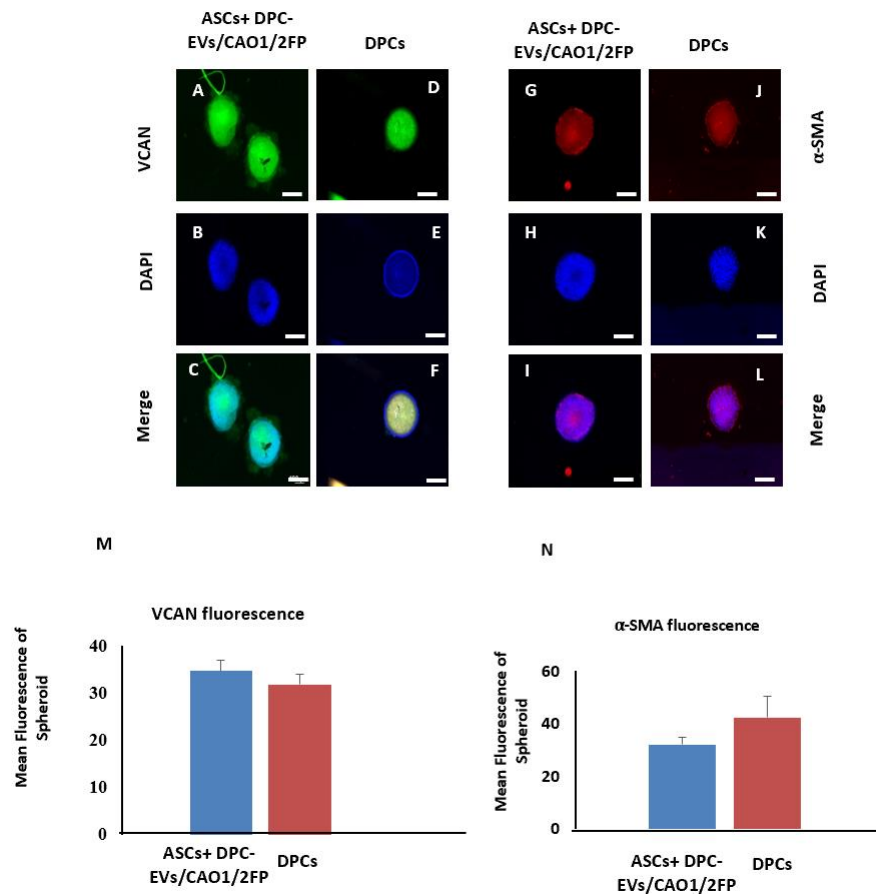 ASCs+ DPC-
EVs/CAO1/2FP
DPCs
ASCs+ DPC-
EVs/CAO1/2FP
DPCs
VCAN
A
D
G
J
α-SMA
DAPI
B
E
H
K
DAPI
Merge
C
F
I
L
Merge
M
VCAN fluorescence
Mean Fluorescence of
Spheroid
40
30
20
10
0
ASCs+ DPC-
EVs/CAO1/2FP
DPCs
N
α-SMA fluorescence
Mean Fluorescence of
Spheroid
60
40
20
0
ASCs+ DPC-
EVs/CAO1/2FP
DPCs